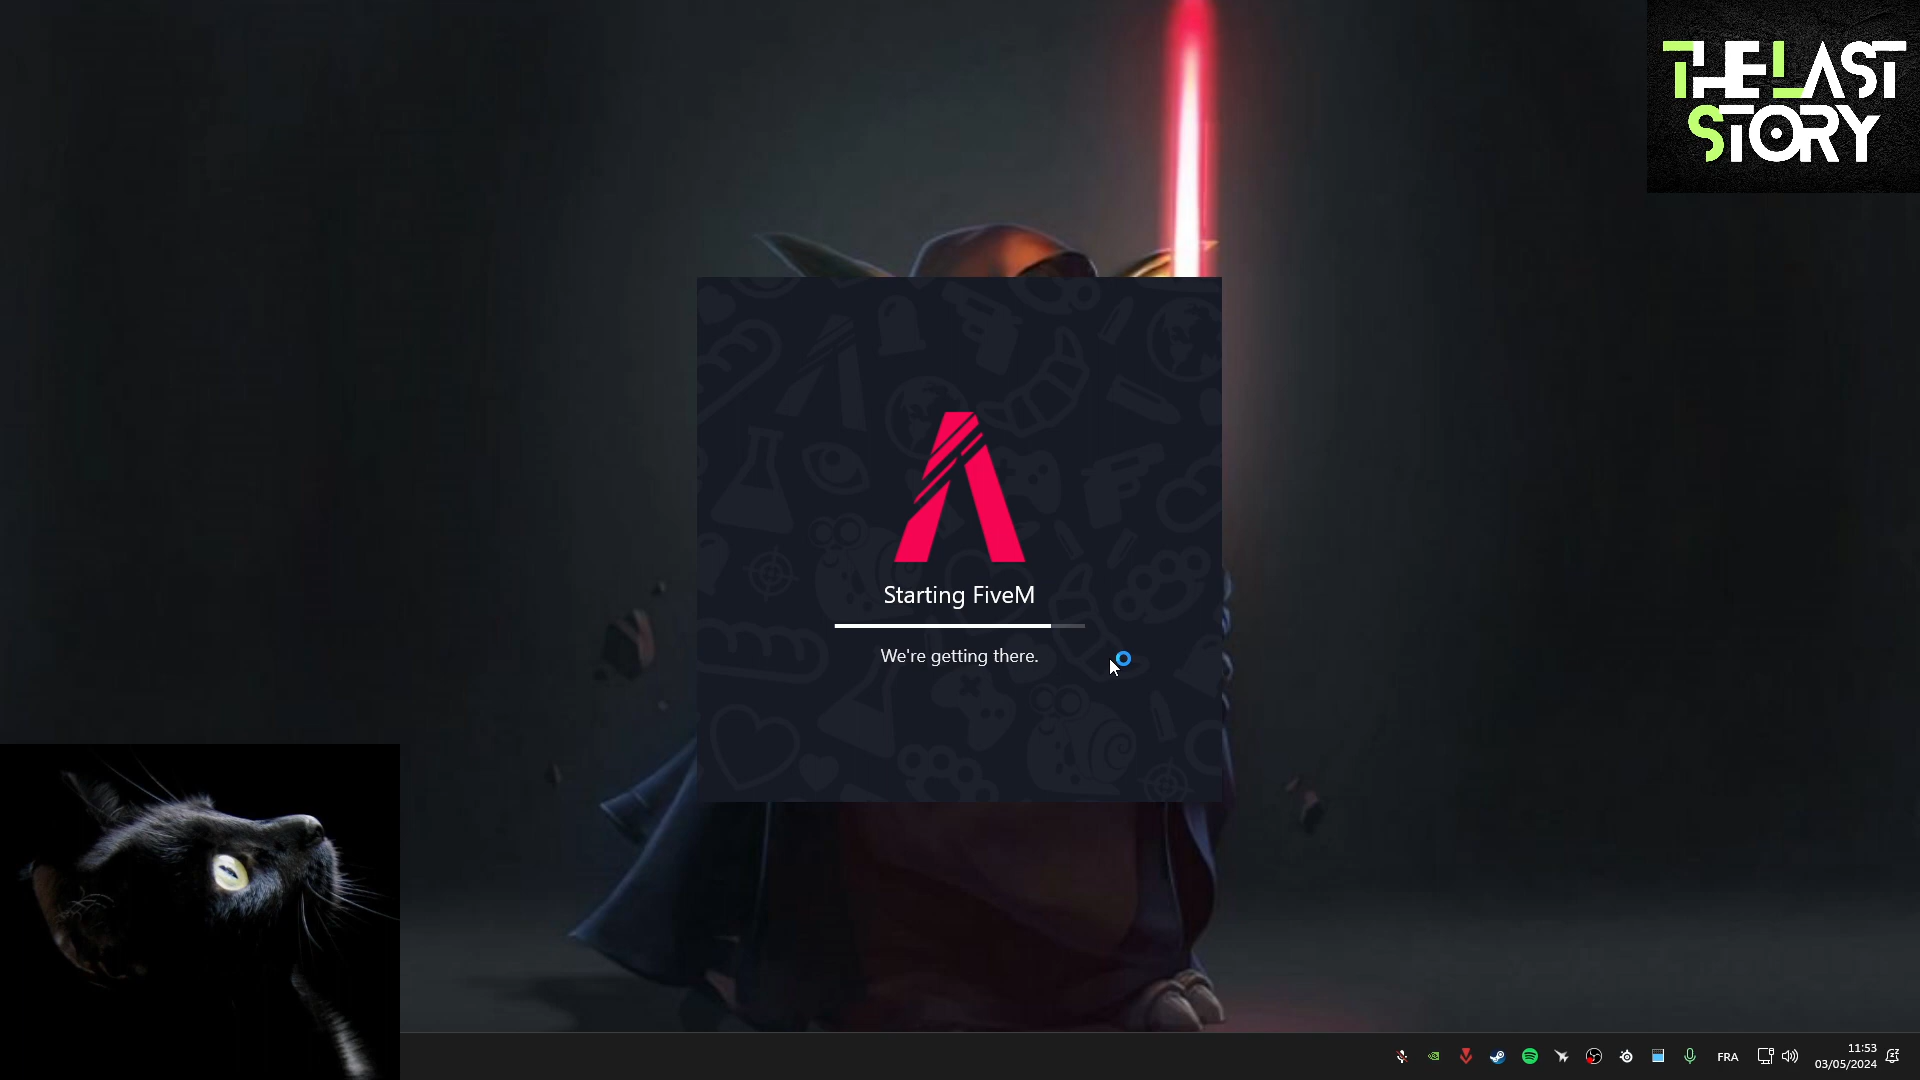 THE LAST
STORY
Starting FiveM
We're getting there.
FRA
11:53
03/05/2024